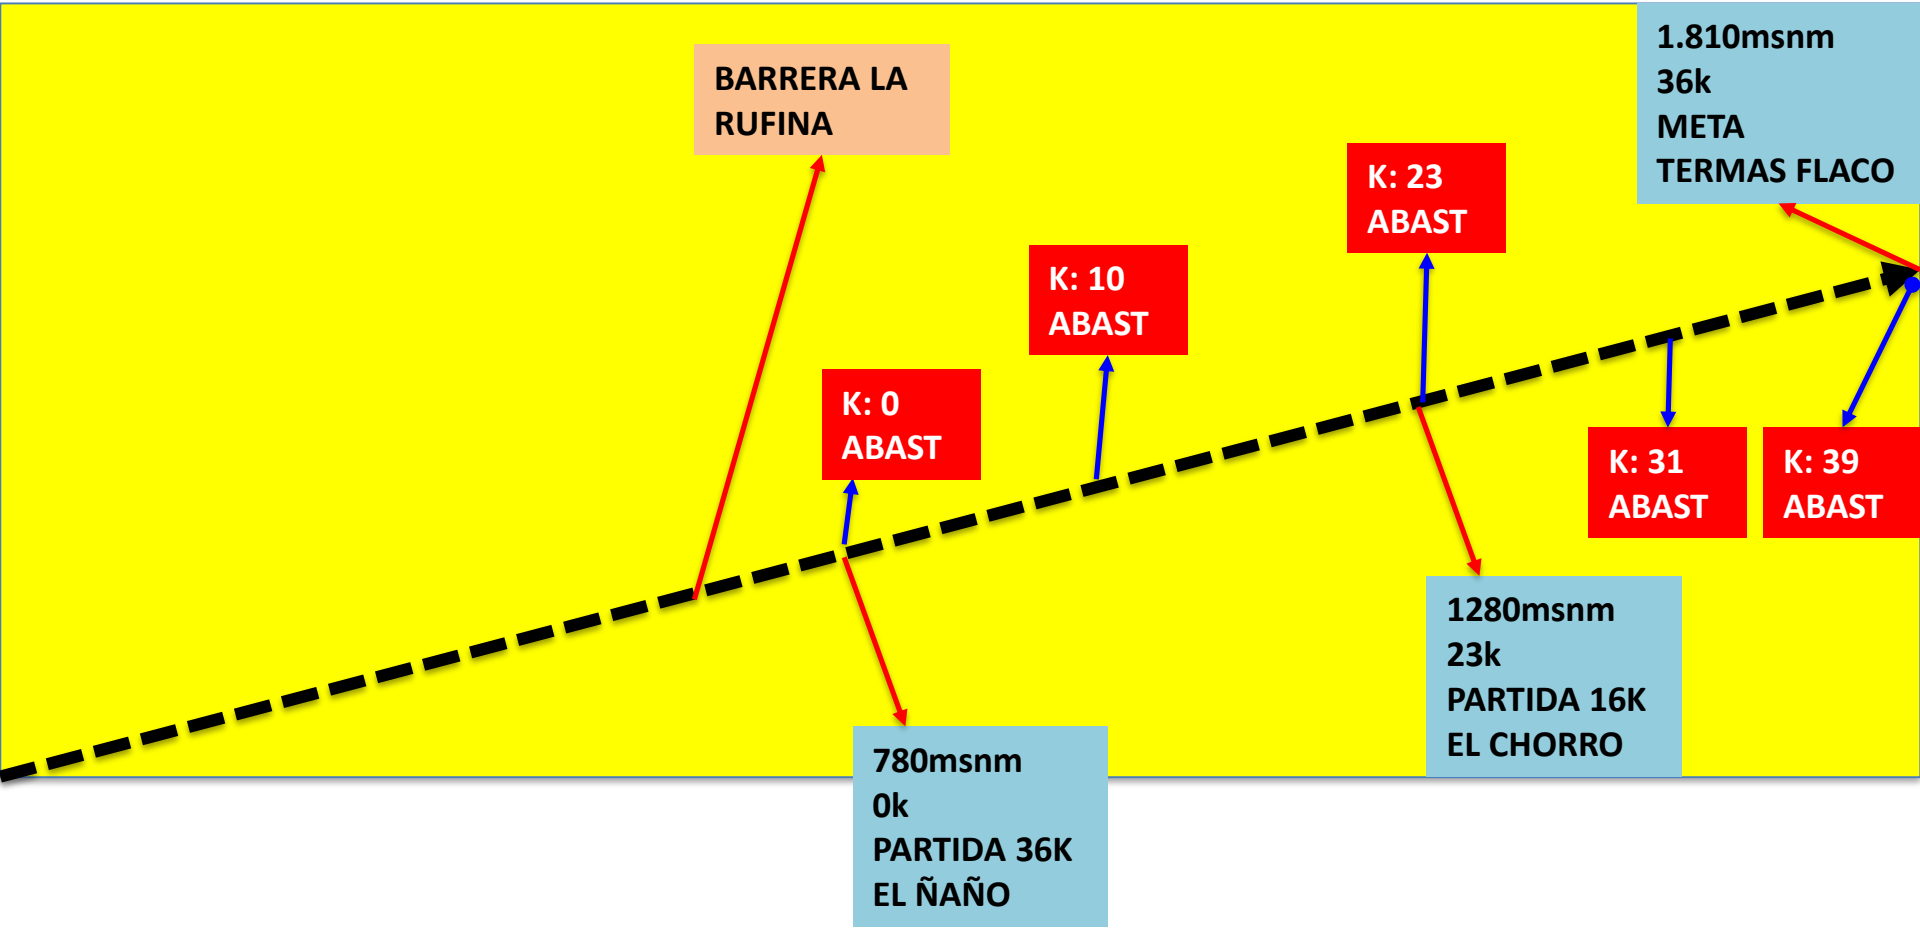 BARRERA LA
RUFINA
1.810msnm
36k
META
TERMAS FLACO
K: 23
ABAST
K: 10
ABAST
K: 0
ABAST
K: 31
ABAST
K: 39
ABAST
1280msnm
23k
PARTIDA 16K
EL CHORRO
780msnm
0k
PARTIDA 36K
EL ÑAÑO